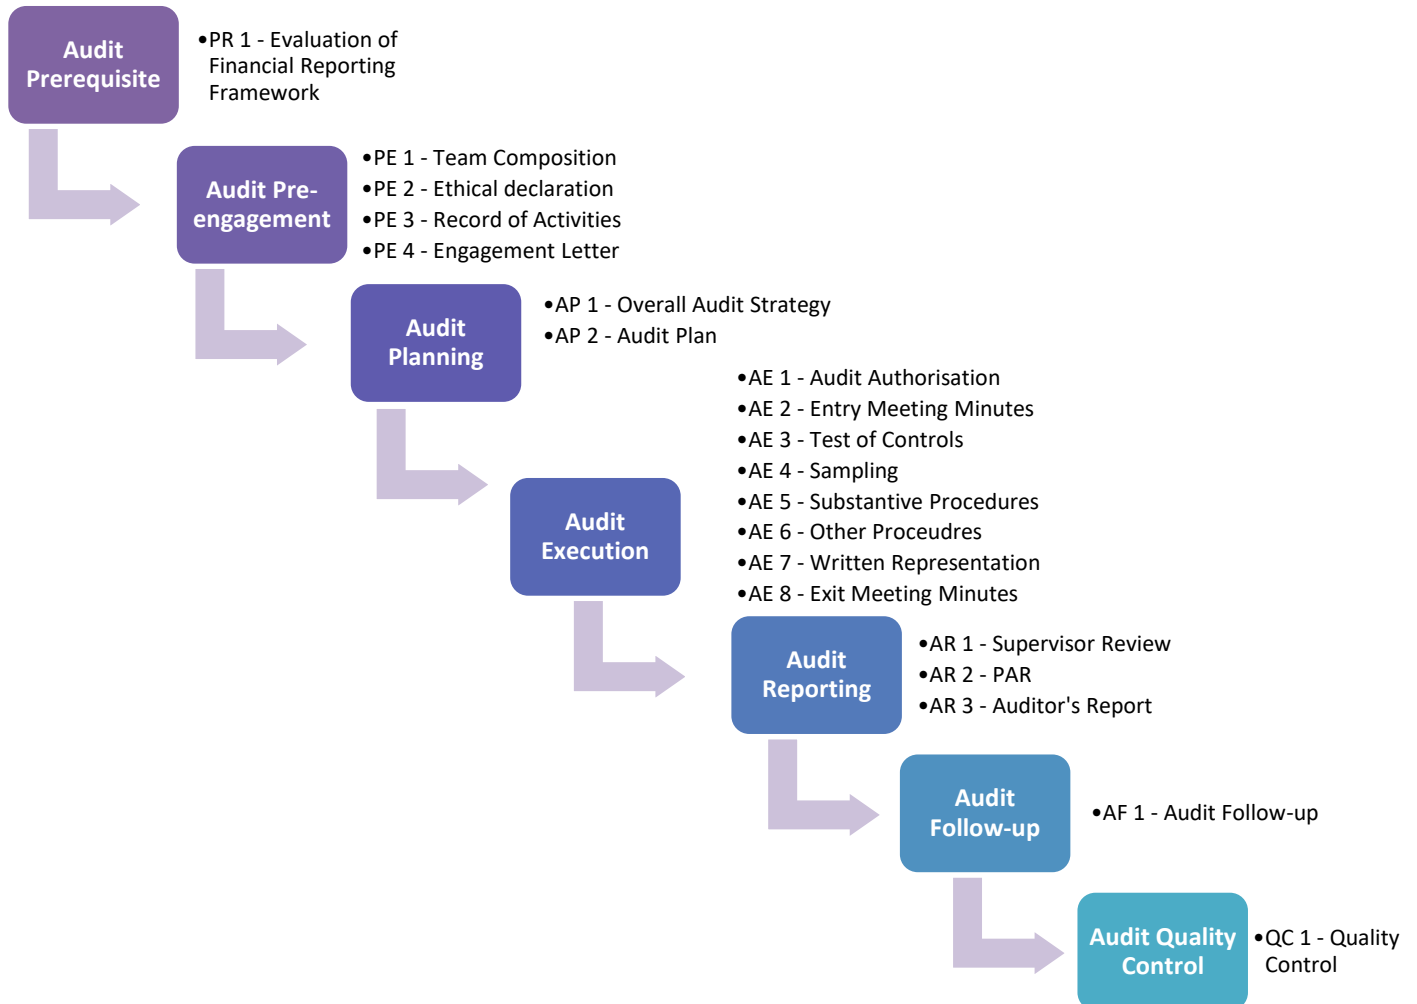 Audit
Prerequisite
•PR 1 - Evaluation of
Financial Reporting
Framework
Audit Pre-
engagement
•PE 1 - Team Composition
•PE 2 - Ethical declaration
•PE 3 - Record of Activities
•PE 4 - Engagement Letter
Audit
Planning
•AP 1 - Overall Audit Strategy
•AP 2 - Audit Plan
Audit
Execution
•AE 1 - Audit Authorisation
•AE 2 - Entry Meeting Minutes
•AE 3 - Test of Controls
•AE 4 - Sampling
•AE 5 - Substantive Procedures
•AE 6 - Other Proceudres
•AE 7 - Written Representation
•AE 8 - Exit Meeting Minutes
Audit
Reporting
•AR 1 - Supervisor Review
•AR 2 - PAR
•AR 3 - Auditor's Report
Audit
Follow-up
•AF 1 - Audit Follow-up
Audit Quality
Control
•QC 1 - Quality
Control